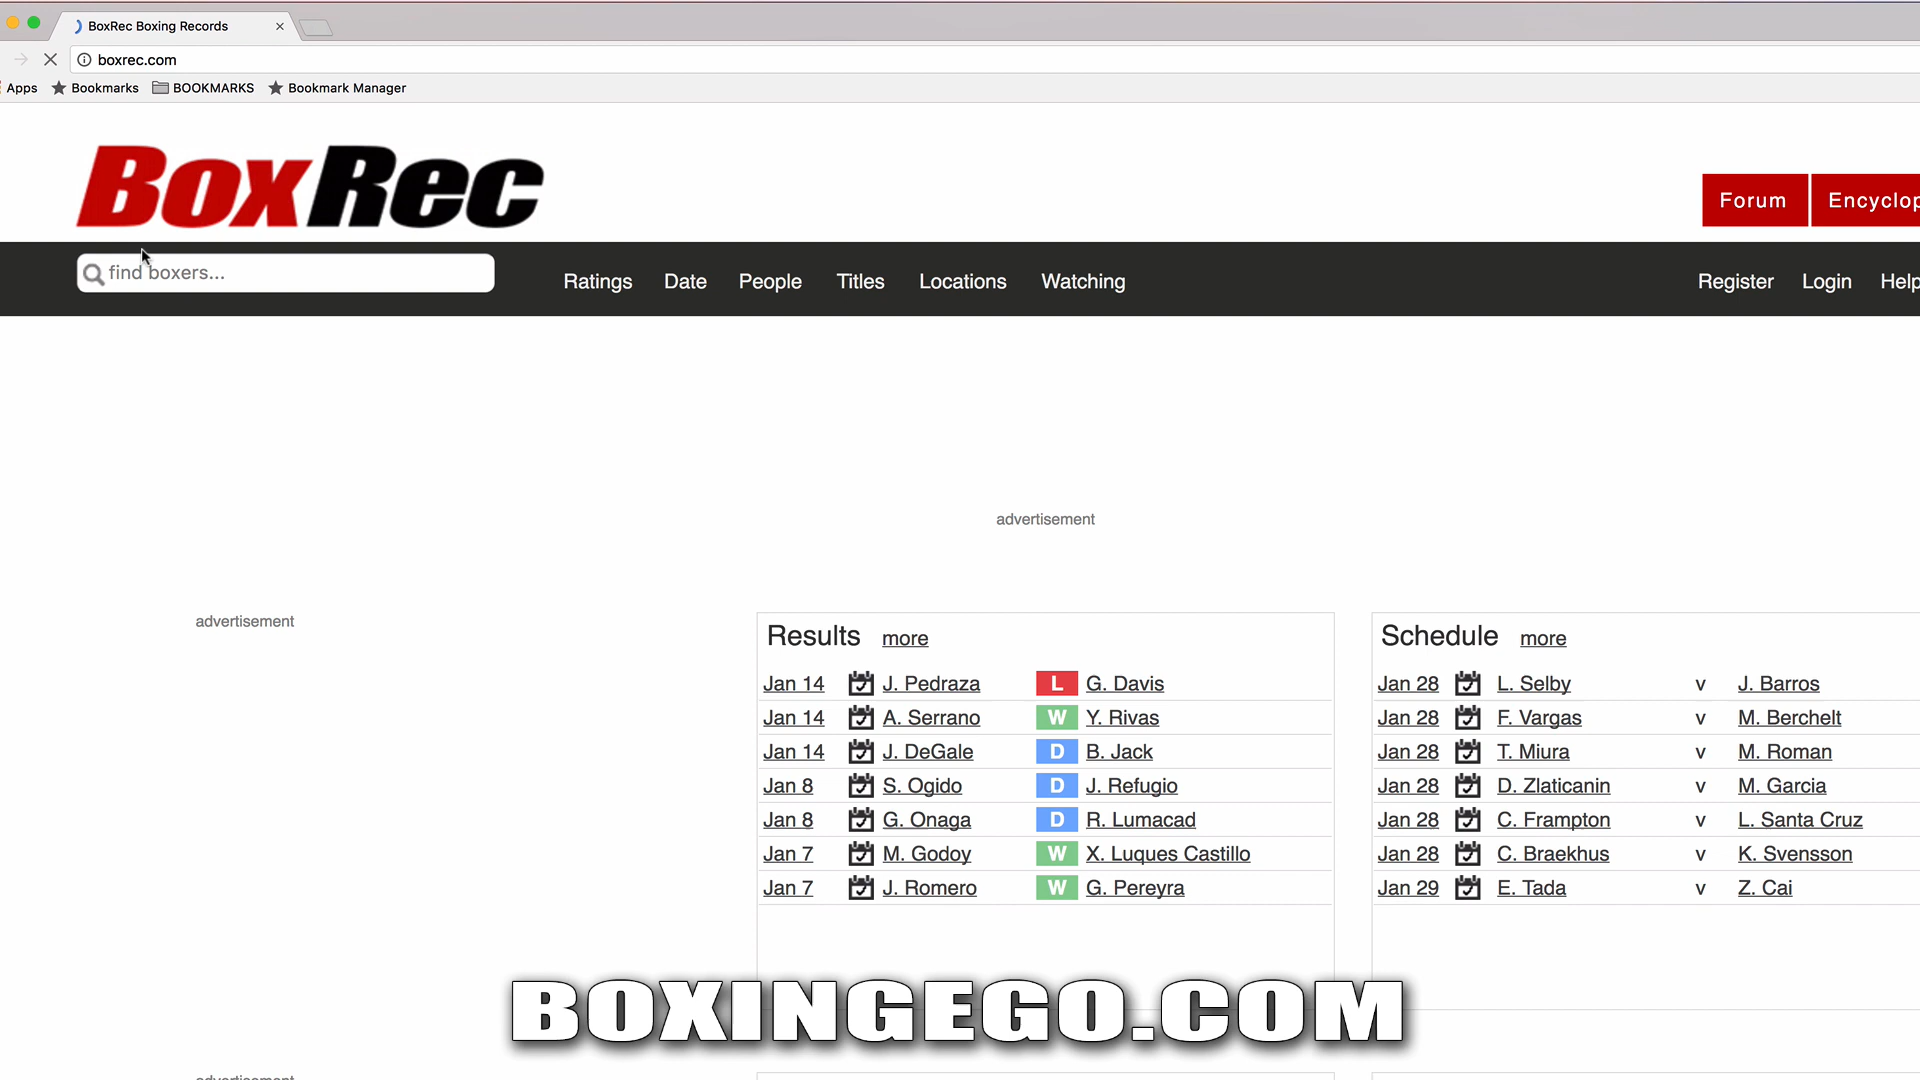 BoxRec Boxing Records
boxrec.com
Apps Bookmarks BOOKMARKS Bookmark Manager
BoxRec
Forum
find boxers...
Ratings Date People Titles Locations Watching
Register Login Help
advertisement
advertisement
Results more
Jan 14 J. Pedraza L G. Davis
Jan 14 A. Serrano W Y. Rivas
Jan 14 J. DeGale D B. Jack
Jan 8 S. Ogido D J. Refugio
Jan 8 G. Onaga D R. Lumacad
Jan 7 M. Godoy W X. Luques Castillo
Jan 7 J. Romero W G. Pereyra
Schedule more
Jan 28 L. Selby v J. Barros
Jan 28 F. Vargas v M. Berchelt
Jan 28 T. Miura v M. Roman
Jan 28 D. Zlaticanin v M. Garcia
Jan 28 C. Frampton v L. Santa Cruz
Jan 28 C. Braekhus v K. Svensson
Jan 29 E. Tada v Z. Cai
BOXINGEGO.COM